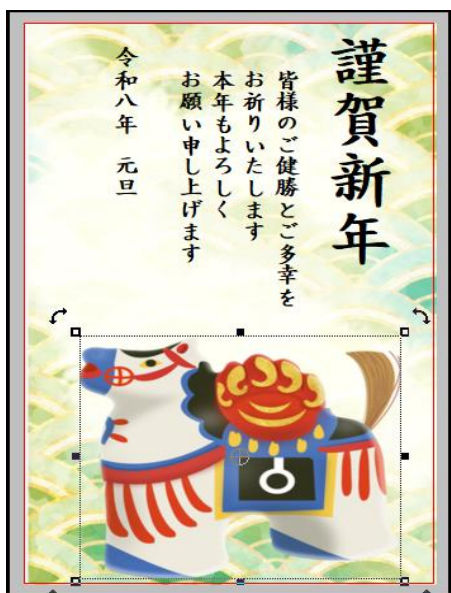 謹賀新年
皆様のご健勝とご多幸を
お祈りいたします
本年もよろしく
お願い申し上げます
令和八年　元旦